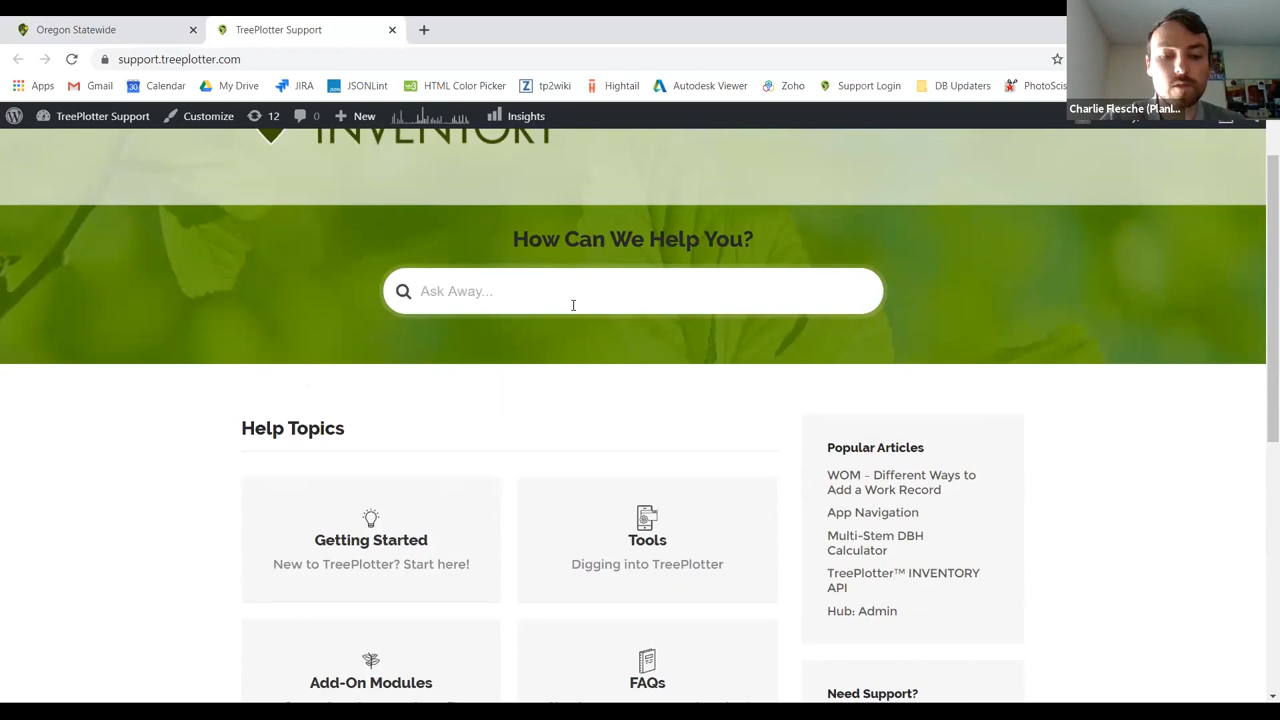 Oregon Statewide
TreePlotter Support
support.treeplotter.com
Apps Gmail Calendar My Drive JIRA JSONLint HTML Color Picker tp2wiki Hightail Autodesk Viewer Zoho Support Login DB Updaters PhotoSci
Charlie Flesche (PlanI...
TreePlotter Support Customize 12 0 New Insights
INVENTORY
How Can We Help You?
Ask Away...
Help Topics
Getting Started
New to TreePlotter? Start here!
Tools
Digging into TreePlotter
Add-On Modules
FAQs
Popular Articles
WOM – Different Ways to
Add a Work Record
App Navigation
Multi-Stem DBH
Calculator
TreePlotter™ INVENTORY
API
Hub: Admin
Need Support?